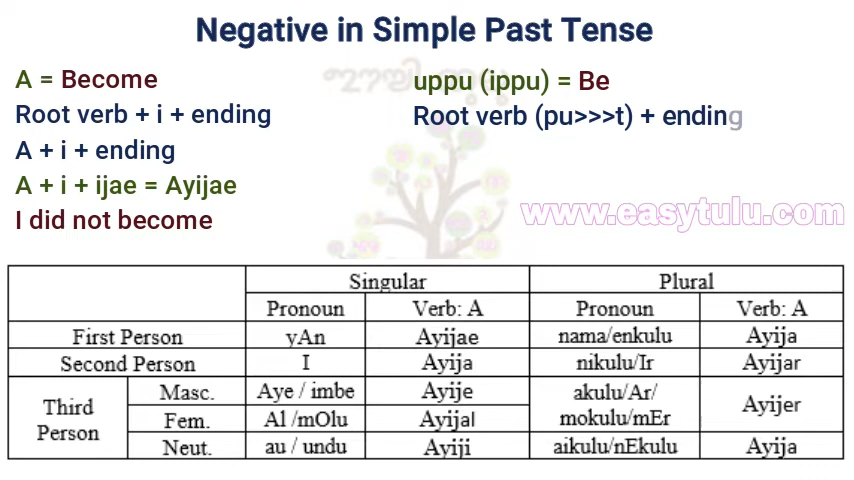 Negative in Simple Past Tense
A = Become
Root verb + i + ending
A + i + ending
A + i + ijae = Ayijae
I did not become
uppu (ippu) = Be
Root verb (pu>>>t) + ending
www.easytulu.com
Singular Plural
Pronoun Verb: A Pronoun Verb: A
First Person yAn Ayijae nama/enkulu Ayija
Second Person I Ayija nikulu/Ir Ayijar
Third Person Masc. Aye / imbe Ayije akulu/Ar/ mokulu/mEr Ayijer
Fem. Al /mOlu Ayijal
Neut. au / undu Ayiji aikulu/nEkulu Ayija